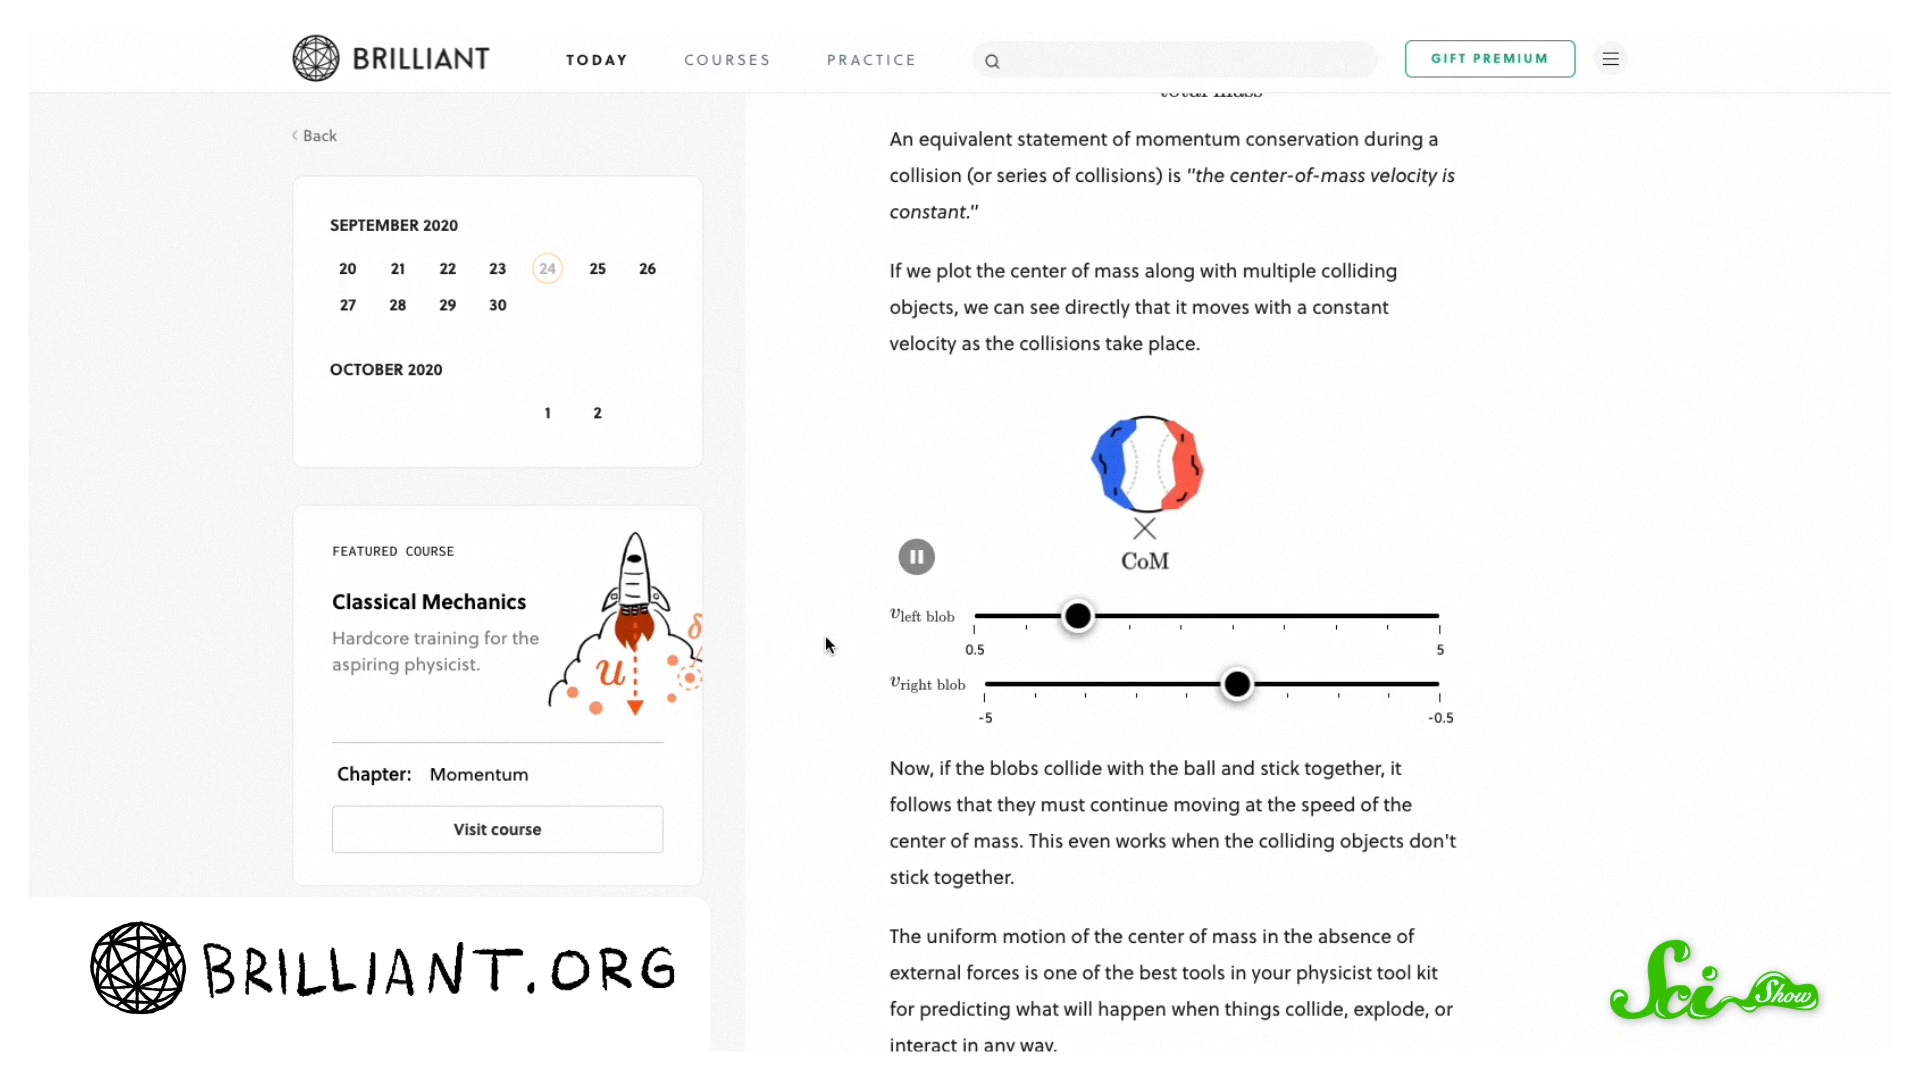 BRILLIANT
TODAY
COURSES
PRACTICE
GIFT PREMIUM
Back
SEPTEMBER 2020
20 21 22 23 24 25 26
27 28 29 30
OCTOBER 2020
1 2
FEATURED COURSE
Classical Mechanics
Hardcore training for the
aspiring physicist.
u
δ
Chapter: Momentum
Visit course
total mass
An equivalent statement of momentum conservation during a
collision (or series of collisions) is "the center-of-mass velocity is
constant."
If we plot the center of mass along with multiple colliding
objects, we can see directly that it moves with a constant
velocity as the collisions take place.
CoM
v left blob
0.5 5
v right blob
-5 -0.5
Now, if the blobs collide with the ball and stick together, it
follows that they must continue moving at the speed of the
center of mass. This even works when the colliding objects don't
stick together.
The uniform motion of the center of mass in the absence of
external forces is one of the best tools in your physicist tool kit
for predicting what will happen when things collide, explode, or
interact in any way.
BRILLIANT.ORG
Sci Show